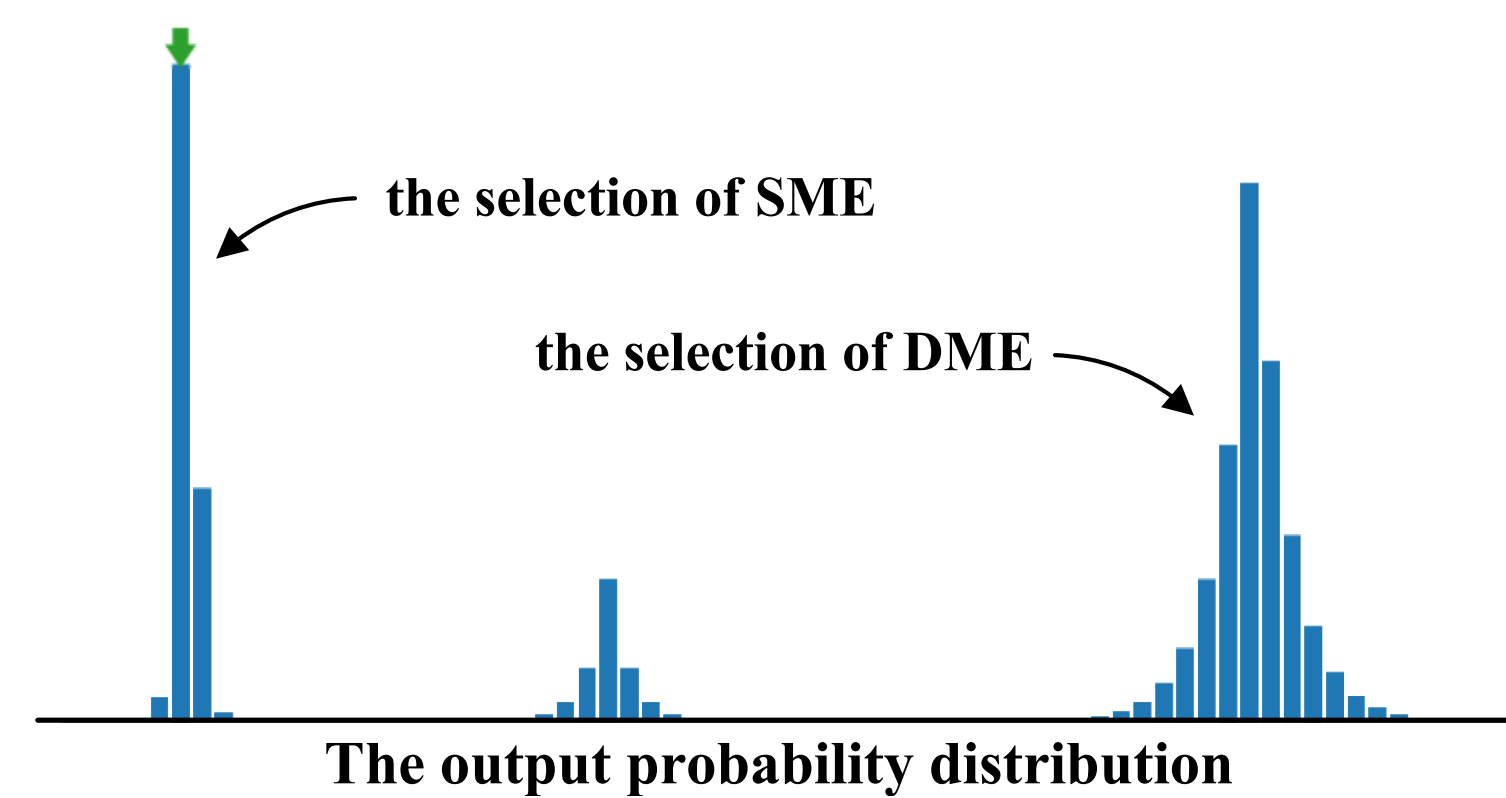 the selection of SME
the selection of DME
The output probability distribution